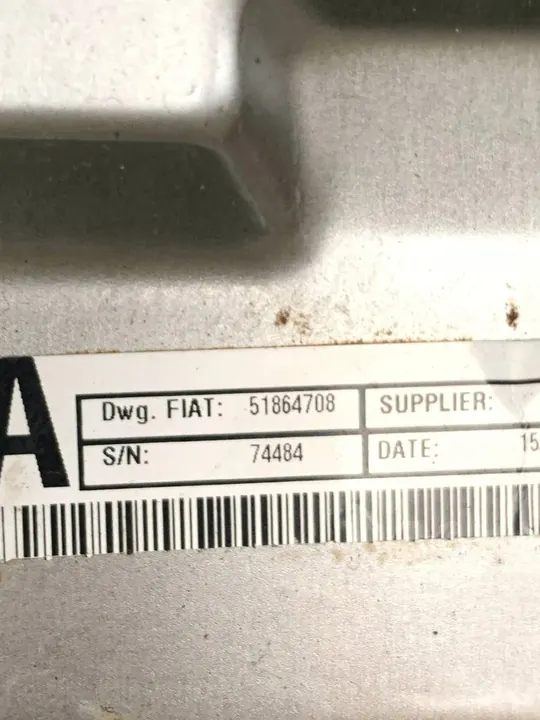 A
Dwg. FIAT: 51864708 SUPPLIER:
S/N: 74484 DATE: 15